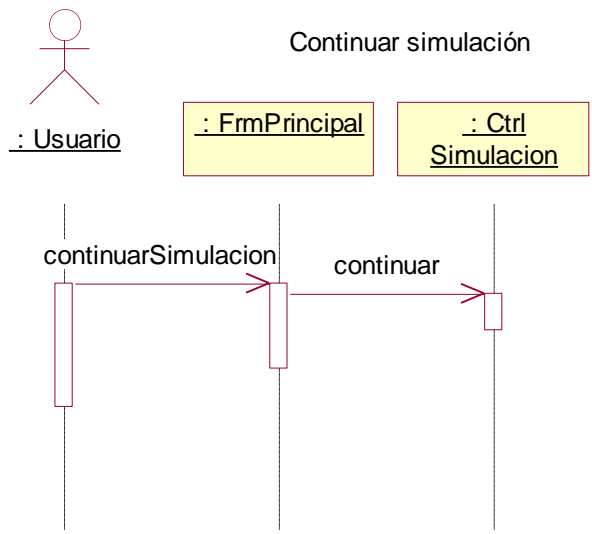 Continuar simulación
: Usuario
: FrmPrincipal
: Ctrl
Simulacion
continuarSimulacion
continuar